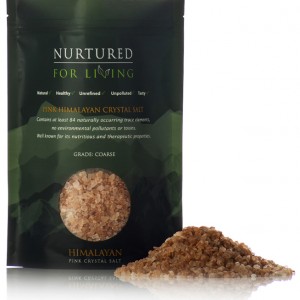 NURTURED
FOR LIVING
Natural / Healthy / Unrefined / Unpolluted Tasty
PINK HIMALAYAN CRYSTAL SALT
Contains at least 84 naturally occurring trace elements,
no environmental pollutants or toxins.
Well known for its nutritious and therapeutic properties.
GRADE: COARSE
HIMALAYAN
PINK CRYSTAL SALT